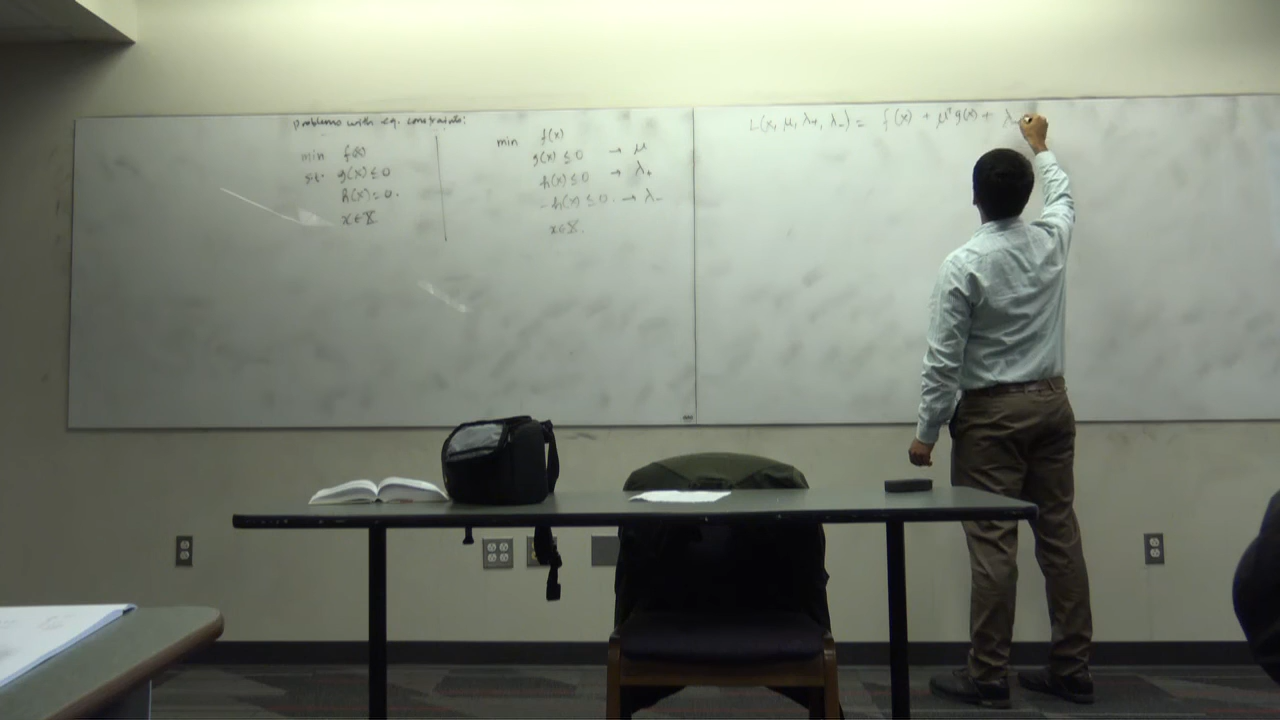 problems with eq. constraints:
min f(x)
s.t. g(x) ≤ 0
h(x) = 0.
x ∈ X
min f(x)
g(x) ≤ 0 → μ
h(x) ≤ 0 → λ₊
-h(x) ≤ 0. → λ₋
x ∈ X.
L(x, μ, λ₊, λ₋) = f(x) + μᵀg(x) + λ